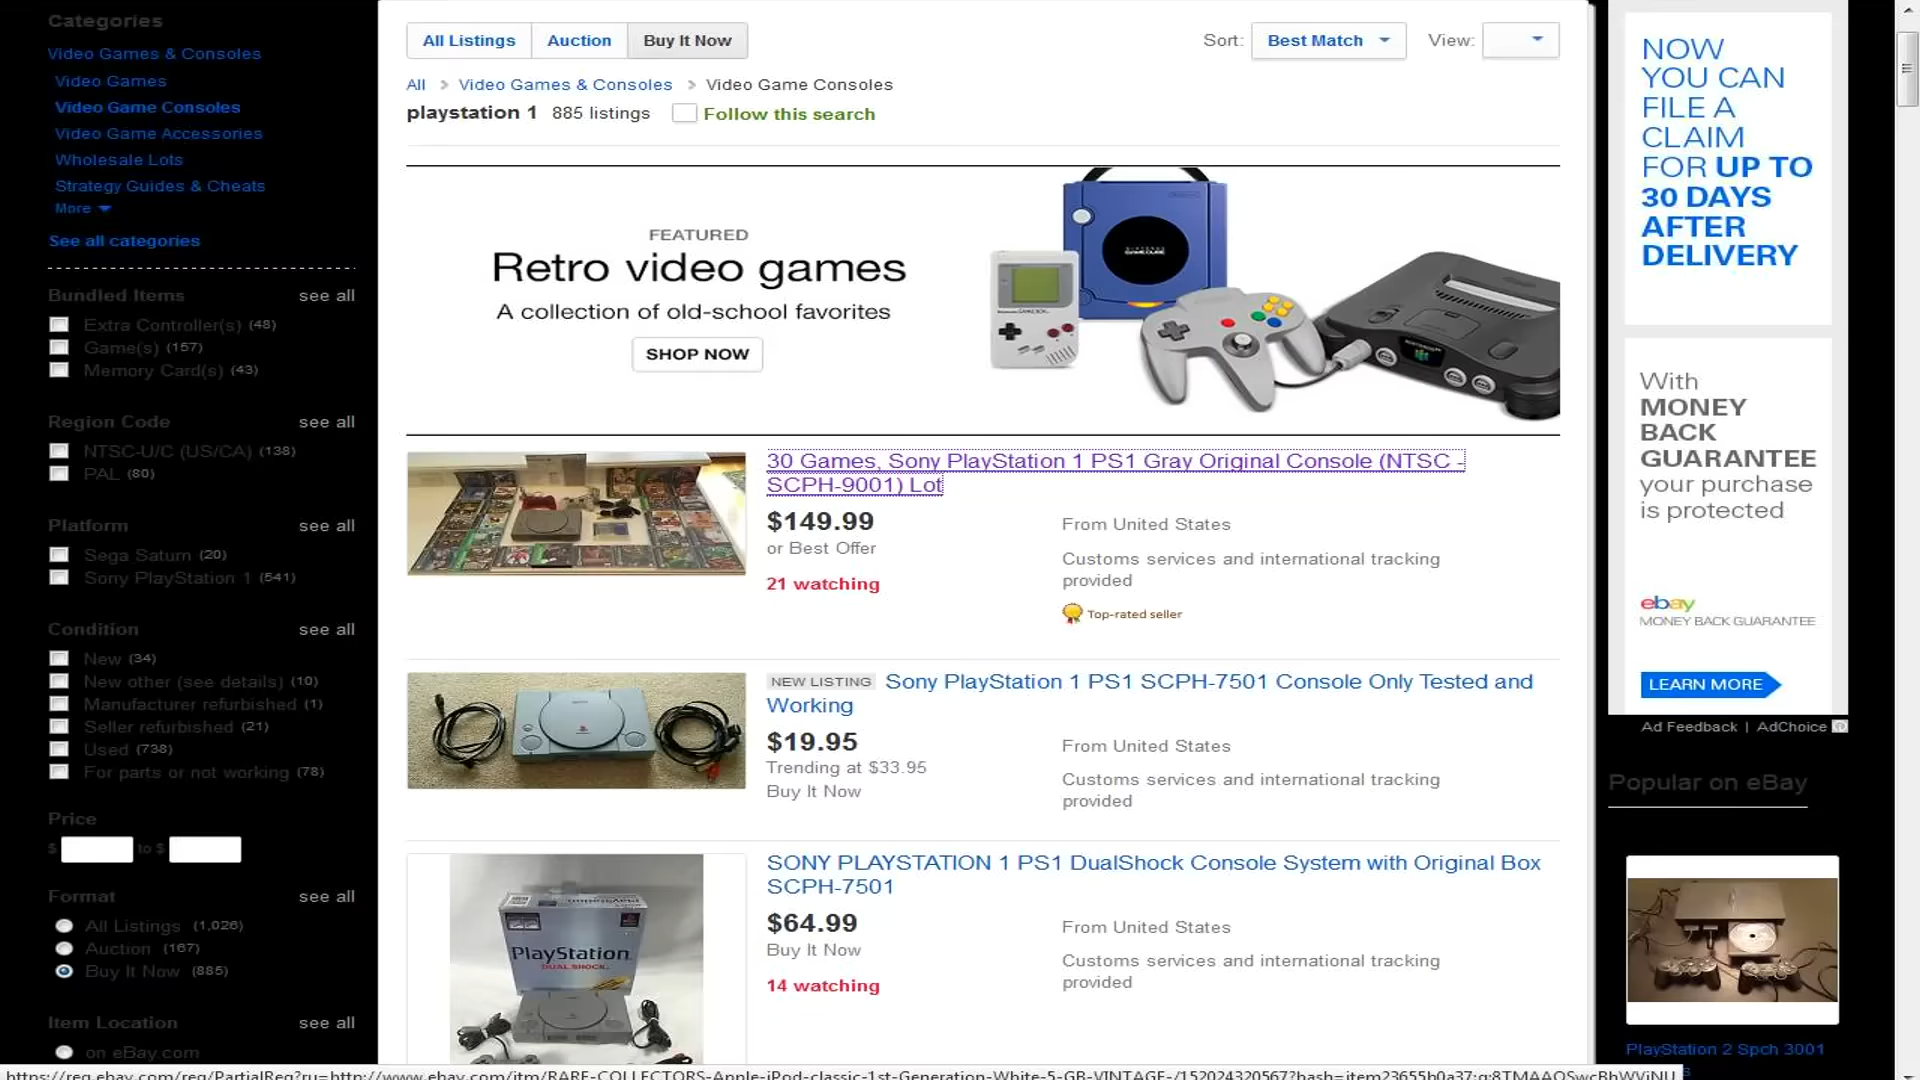 Categories
Video Games & Consoles
Video Games
Video Game Consoles
Video Game Accessories
Wholesale Lots
Strategy Guides & Cheats
More
See all categories
Bundled Items see all
Extra Controller(s) (48)
Game(s) (157)
Memory Card(s) (43)
Region Code see all
NTSC-U/C (US/CA) (138)
PAL (80)
Platform see all
Sega Saturn (20)
Sony PlayStation 1 (541)
Condition see all
New (34)
New other (see details) (10)
Manufacturer refurbished (1)
Seller refurbished (21)
Used (738)
For parts or not working (78)
Price
$ to $
Format see all
All Listings (1,026)
Auction (167)
Buy It Now (885)
Item Location see all
on eBay.com
All Listings Auction Buy It Now
Sort: Best Match View:
All > Video Games & Consoles > Video Game Consoles
playstation 1 885 listings Follow this search
FEATURED
Retro video games
A collection of old-school favorites
SHOP NOW
GAMECUBE
30 Games, Sony PlayStation 1 PS1 Gray Original Console (NTSC -
SCPH-9001) Lot
$149.99
or Best Offer
21 watching
From United States
Customs services and international tracking
provided
Top-rated seller
NEW LISTING Sony PlayStation 1 PS1 SCPH-7501 Console Only Tested and
Working
$19.95
Trending at $33.95
Buy It Now
From United States
Customs services and international tracking
provided
SONY PLAYSTATION 1 PS1 DualShock Console System with Original Box
SCPH-7501
$64.99
Buy It Now
14 watching
From United States
Customs services and international tracking
provided
PlayStation
DUAL SHOCK
NOW
YOU CAN
FILE A
CLAIM
FOR UP TO
30 DAYS
AFTER
DELIVERY
With
MONEY
BACK
GUARANTEE
your purchase
is protected
ebay
MONEY BACK GUARANTEE
LEARN MORE
Ad Feedback | AdChoice
Popular on eBay
PlayStation 2 Spch 3001